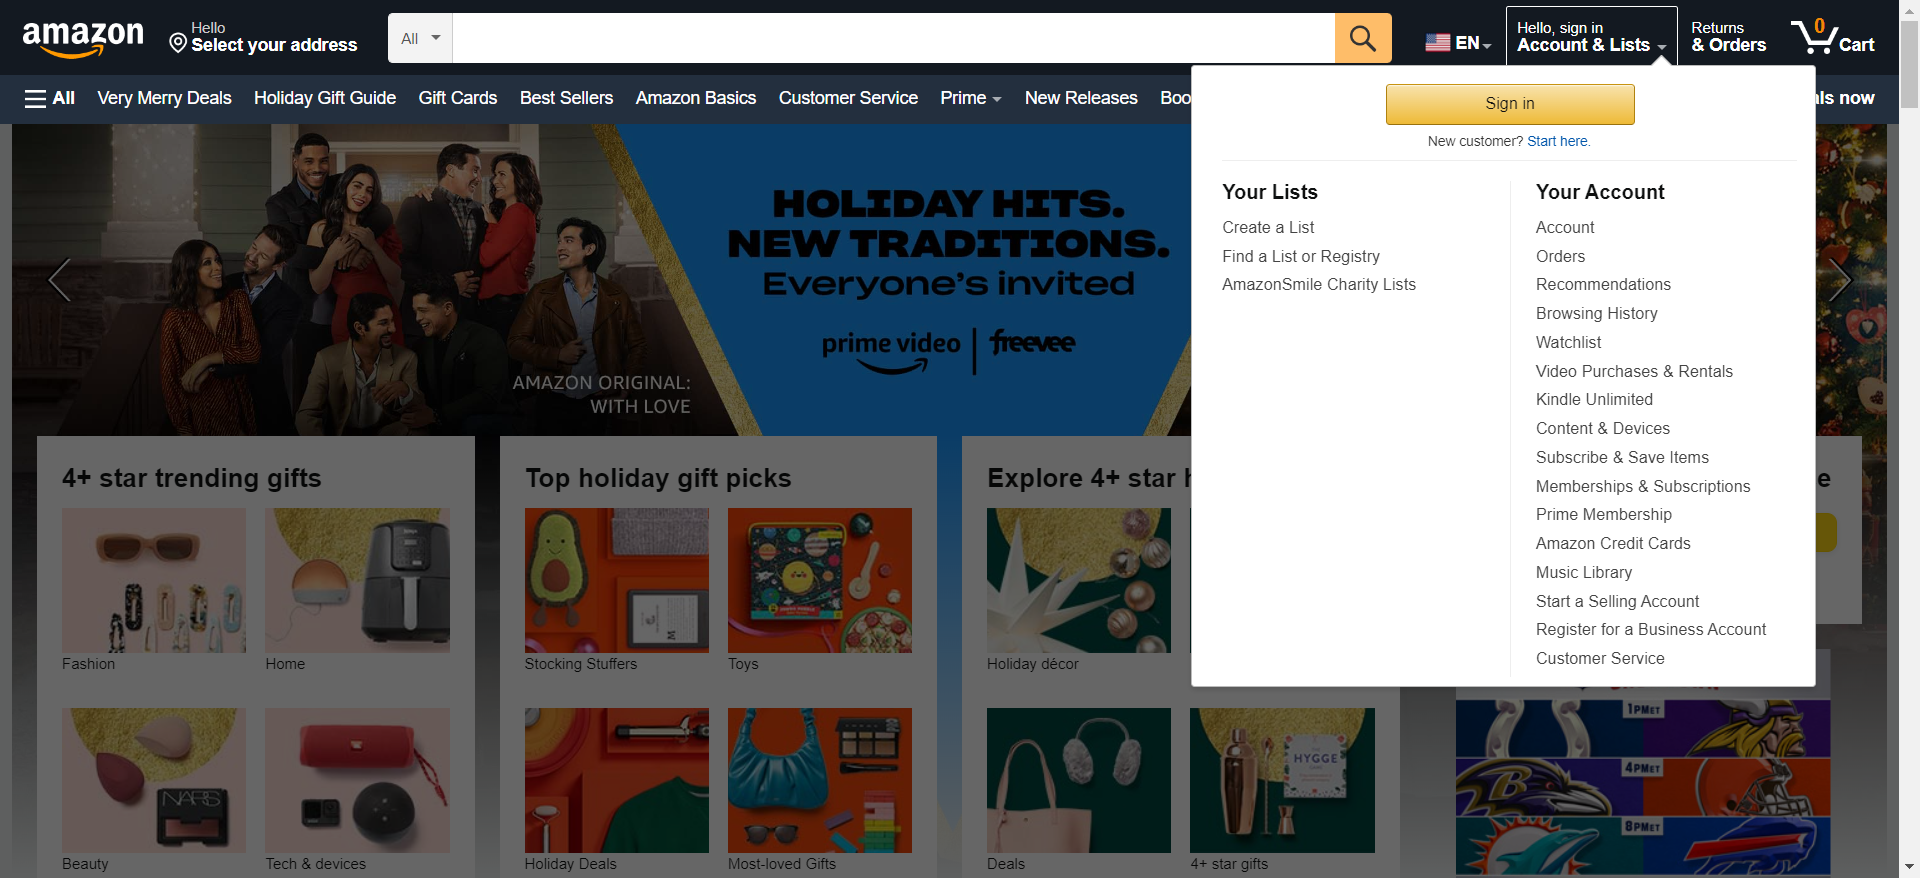 amazon
Hello
Select your address
All
EN
Hello, sign in
Account & Lists
Returns
& Orders
0
Cart
All
Very Merry Deals
Holiday Gift Guide
Gift Cards
Best Sellers
Amazon Basics
Customer Service
Prime
New Releases
Boo
ls now
Sign in
New customer? Start here.
Your Lists
Create a List
Find a List or Registry
AmazonSmile Charity Lists
Your Account
Account
Orders
Recommendations
Browsing History
Watchlist
Video Purchases & Rentals
Kindle Unlimited
Content & Devices
Subscribe & Save Items
Memberships & Subscriptions
Prime Membership
Amazon Credit Cards
Music Library
Start a Selling Account
Register for a Business Account
Customer Service
HOLIDAY HITS.
NEW TRADITIONS.
Everyone's invited
prime video
freevee
AMAZON ORIGINAL:
WITH LOVE
4+ star trending gifts
Fashion
Home
Beauty
NARS
Tech & devices
Top holiday gift picks
Stocking Stuffers
Toys
Holiday Deals
Most-loved Gifts
Explore 4+ star h
Holiday décor
Deals
HYGGE
4+ star gifts
e
1PM ET
4PM ET
8PM ET